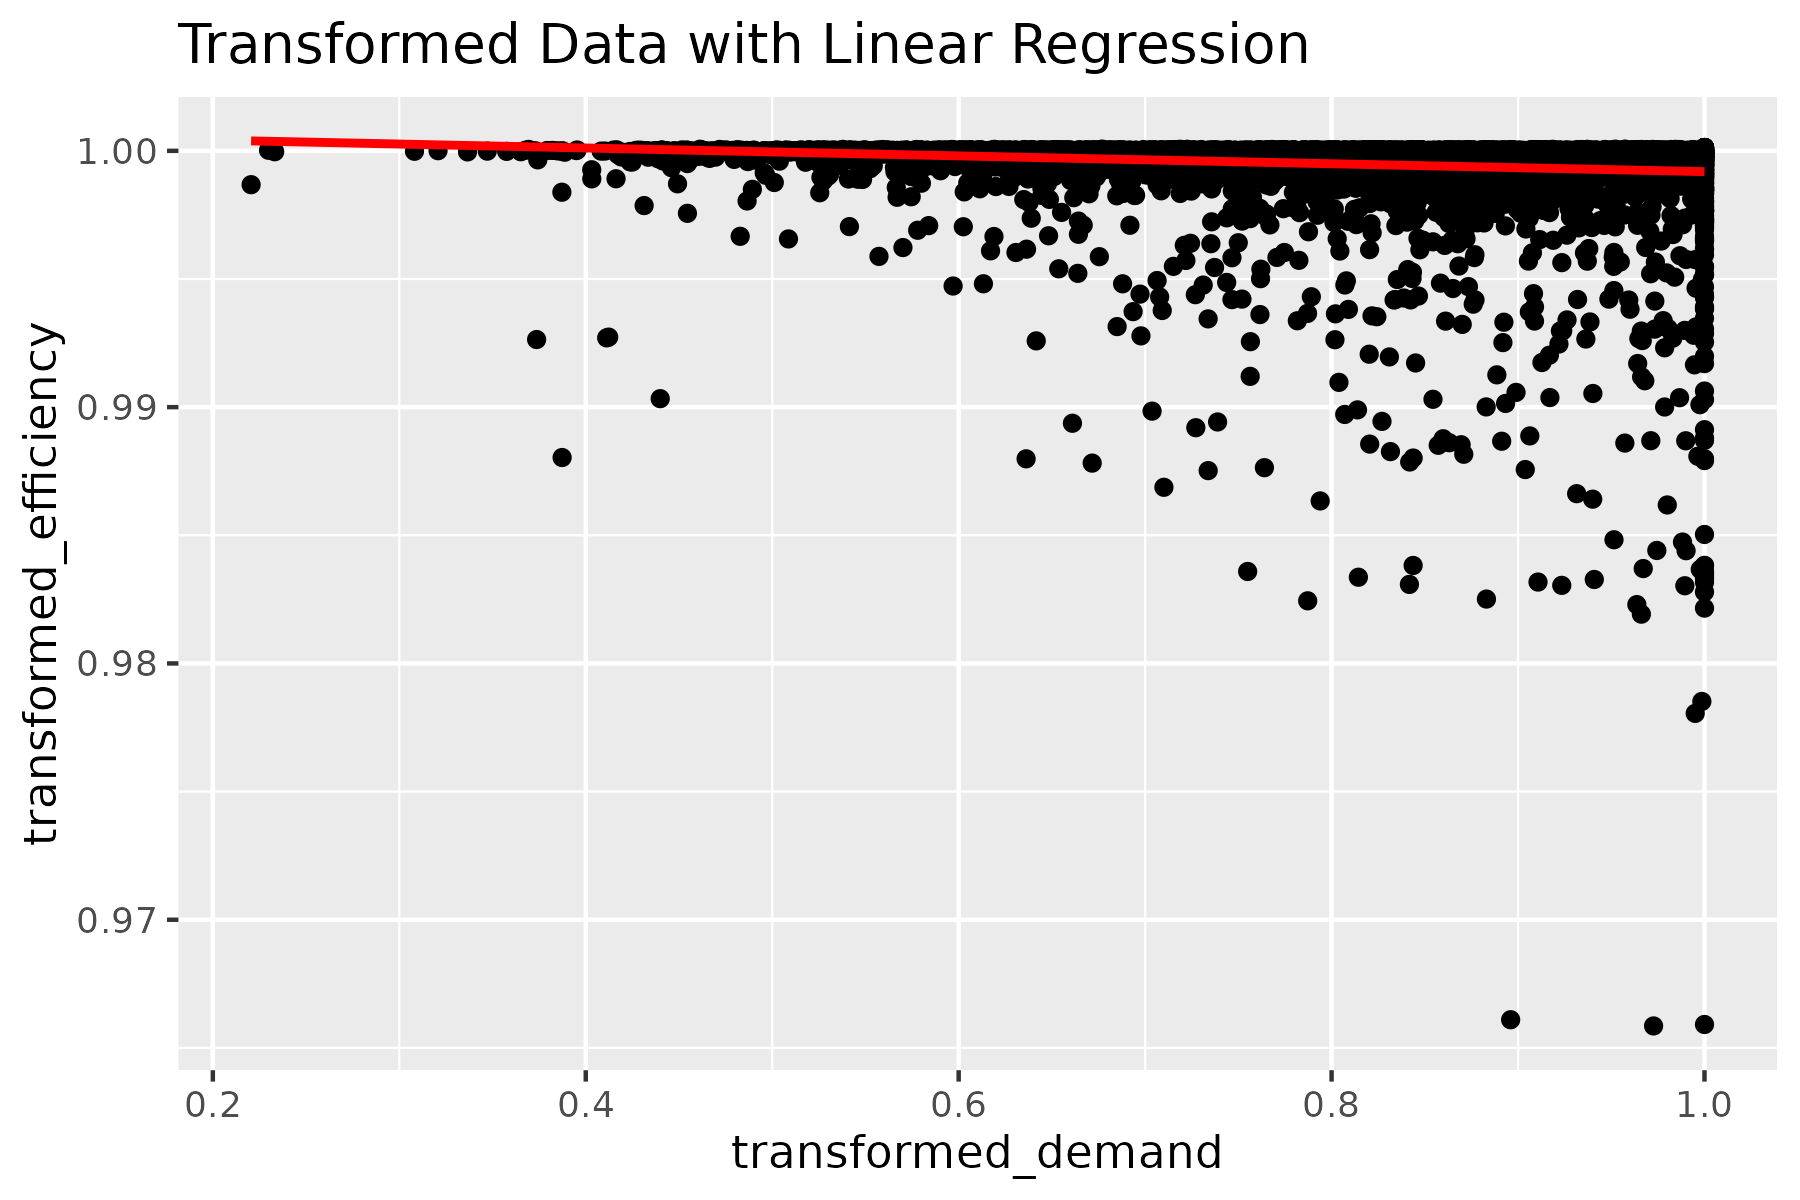 Transformed Data with Linear Regression
1.00
0.99
0.98
0.97
transformed_efficiency
0.2 0.4 0.6 0.8 1.0
transformed_demand